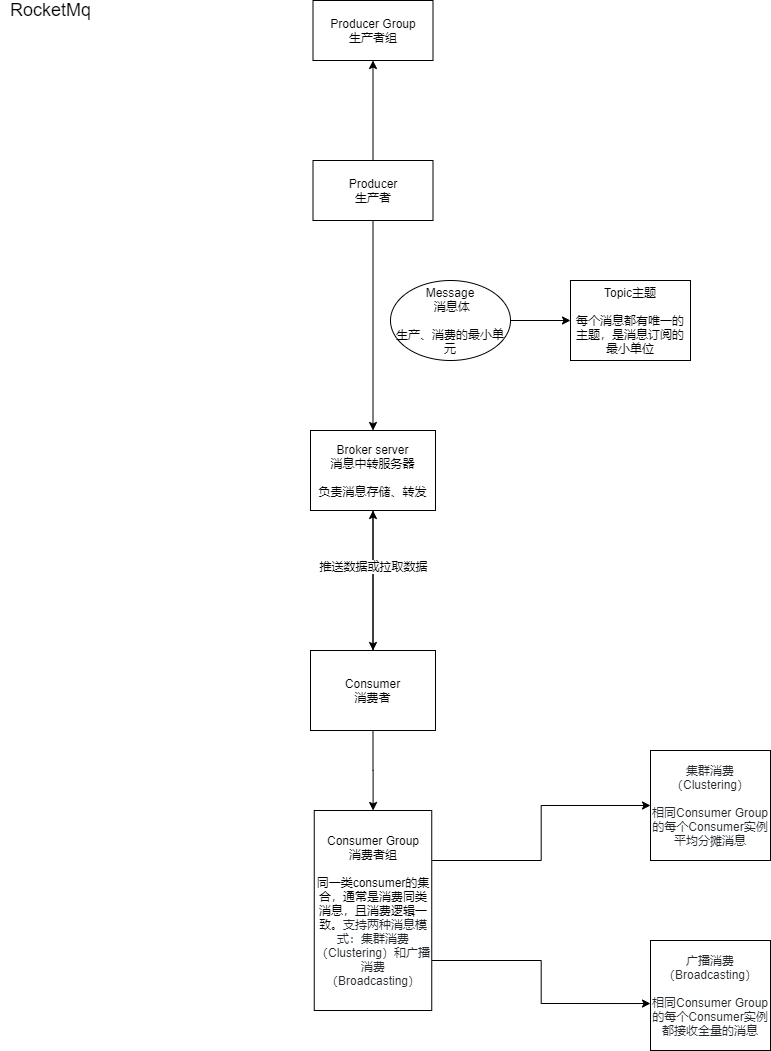 RocketMq
Producer Group
生产者组
Producer
生产者
Message
消息体
生产、消费的最小单
元
Topic主题
每个消息都有唯一的
主题，是消息订阅的
最小单位
Broker server
消息中转服务器
负责消息存储、转发
推送数据或拉取数据
Consumer
消费者
Consumer Group
消费者组
同一类consumer的集
合，通常是消费同类
消息，且消费逻辑一
致。支持两种消息模
式：集群消费
（Clustering）和广播
消费
（Broadcasting）
集群消费
（Clustering）
相同Consumer Group
的每个Consumer实例
平均分摊消息
广播消费
（Broadcasting）
相同Consumer Group
的每个Consumer实例
都接收全量的消息